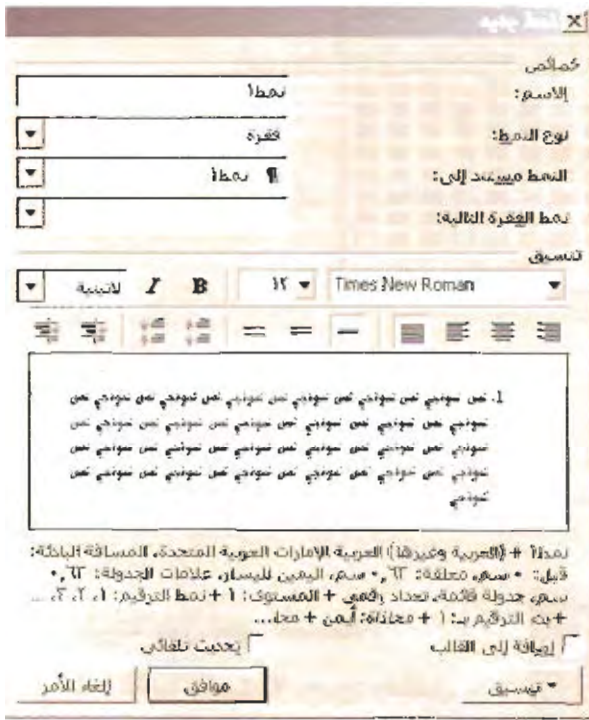 نمط جديد
خصائص
الاسم: نمط١
نوع النمط: فقرة
النمط مستند إلى: ¶ نمط١
نمط الفقرة التالية:
تنسيق
Times New Roman ١٢ B I لاتينية
1. نص نموذجي نص نموذجي نص نموذجي نص نموذجي نص نموذجي نص نموذجي نص
نموذجي نص نموذجي نص نموذجي نص نموذجي نص نموذجي نص نموذجي نص
نموذجي نص نموذجي نص نموذجي نص نموذجي نص نموذجي نص نموذجي نص
نموذجي نص نموذجي نص نموذجي نص نموذجي نص نموذجي نص نموذجي نص
نموذجي
نمط١ + (العربية وغيرها) العربية الإمارات العربية المتحدة، المسافة البادئة:
قبل: ٠ سم، معلقة: ٠,٦٣ سم، اليمين لليسار، علامات الجدولة: ٠,٦٣
سم، جدولة قائمة، تعداد رقمي + المستوى: ١ + نمط الترقيم: ١، ٢، ٣، ...
+ بدء الترقيم بـ: ١ + محاذاة: أيمن + محا...
إضافة إلى القالب تحديث تلقائي
تنسيق موافق إلغاء الأمر